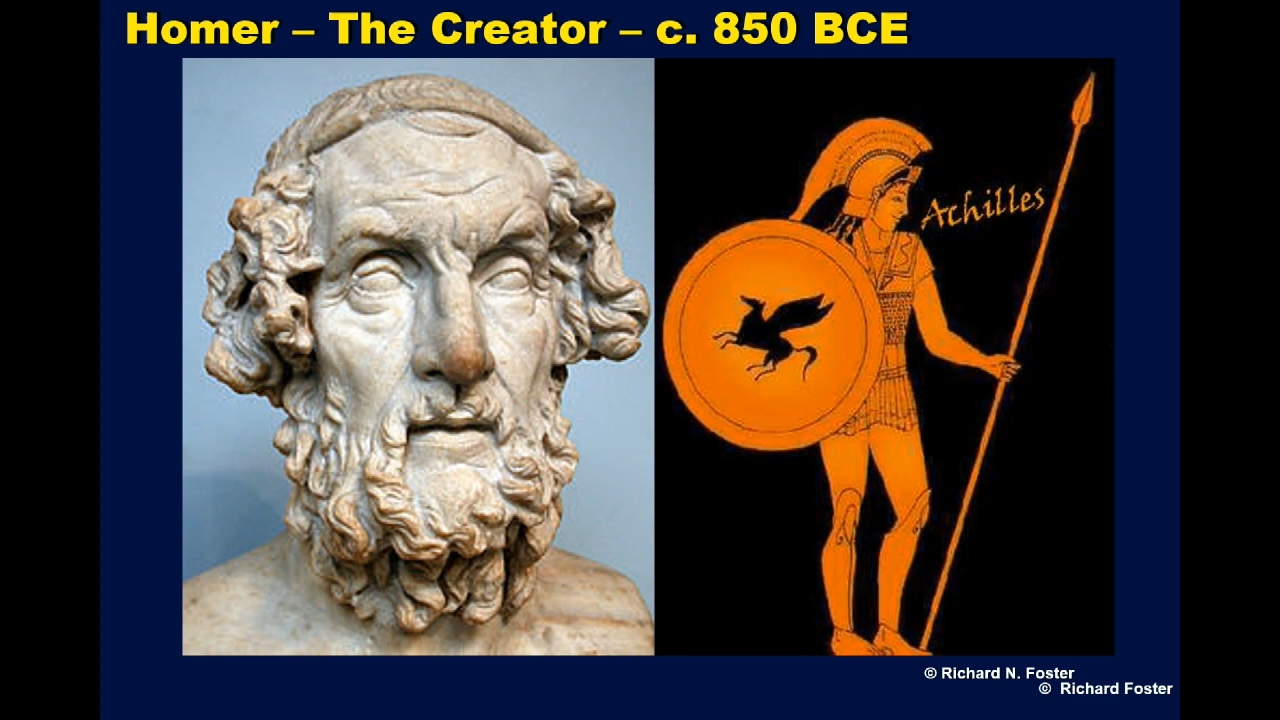 Homer – The Creator – c. 850 BCE
Achilles
© Richard N. Foster
© Richard Foster